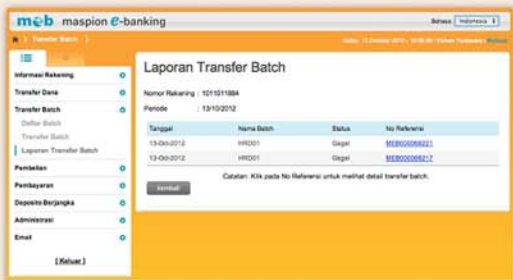 meb maspion e-banking
Bahasa Indonesia
Transfer Batch
Informasi Rekening
Transfer Dana
Transfer Batch
Daftar Batch
Transfer Batch
Laporan Transfer Batch
Pembelian
Pembayaran
Deposito Berjangka
Administrasi
Email
[ Keluar ]
Laporan Transfer Batch
Nomor Rekening : 1011011884
Periode : 13/10/2012
Tanggal Nama Batch Status No Referensi
13-Oct-2012 HRD01 Gagal MEB000068221
13-Oct-2012 HRD01 Gagal MEB000068217
Catatan: Klik pada No Referensi untuk melihat detail transfer batch.
Kembali